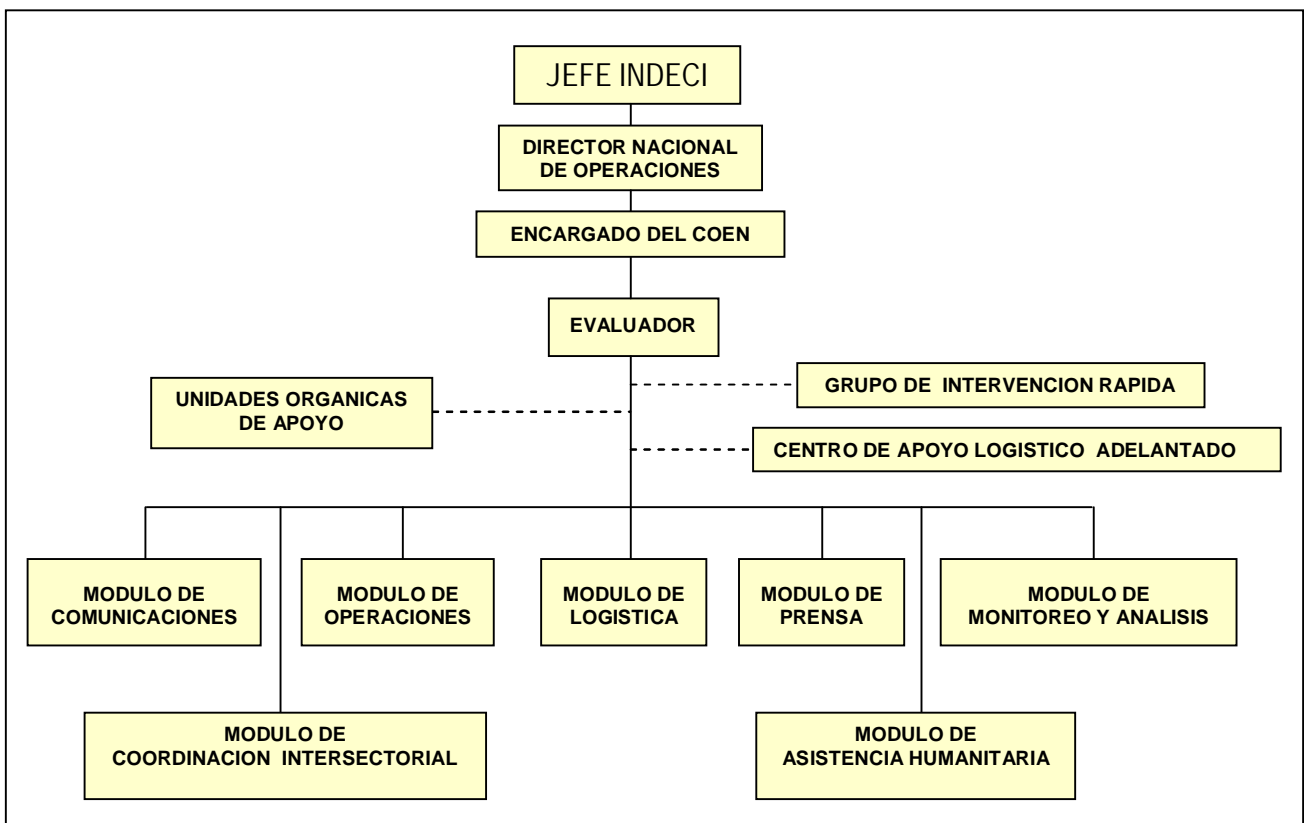 JEFE INDECI
DIRECTOR NACIONAL
DE OPERACIONES
ENCARGADO DEL COEN
EVALUADOR
GRUPO DE INTERVENCION RAPIDA
UNIDADES ORGANICAS
DE APOYO
CENTRO DE APOYO LOGISTICO ADELANTADO
MODULO DE
COMUNICACIONES
MODULO DE
OPERACIONES
MODULO DE
LOGISTICA
MODULO DE
PRENSA
MODULO DE
MONITOREO Y ANALISIS
MODULO DE
COORDINACION INTERSECTORIAL
MODULO DE
ASISTENCIA HUMANITARIA